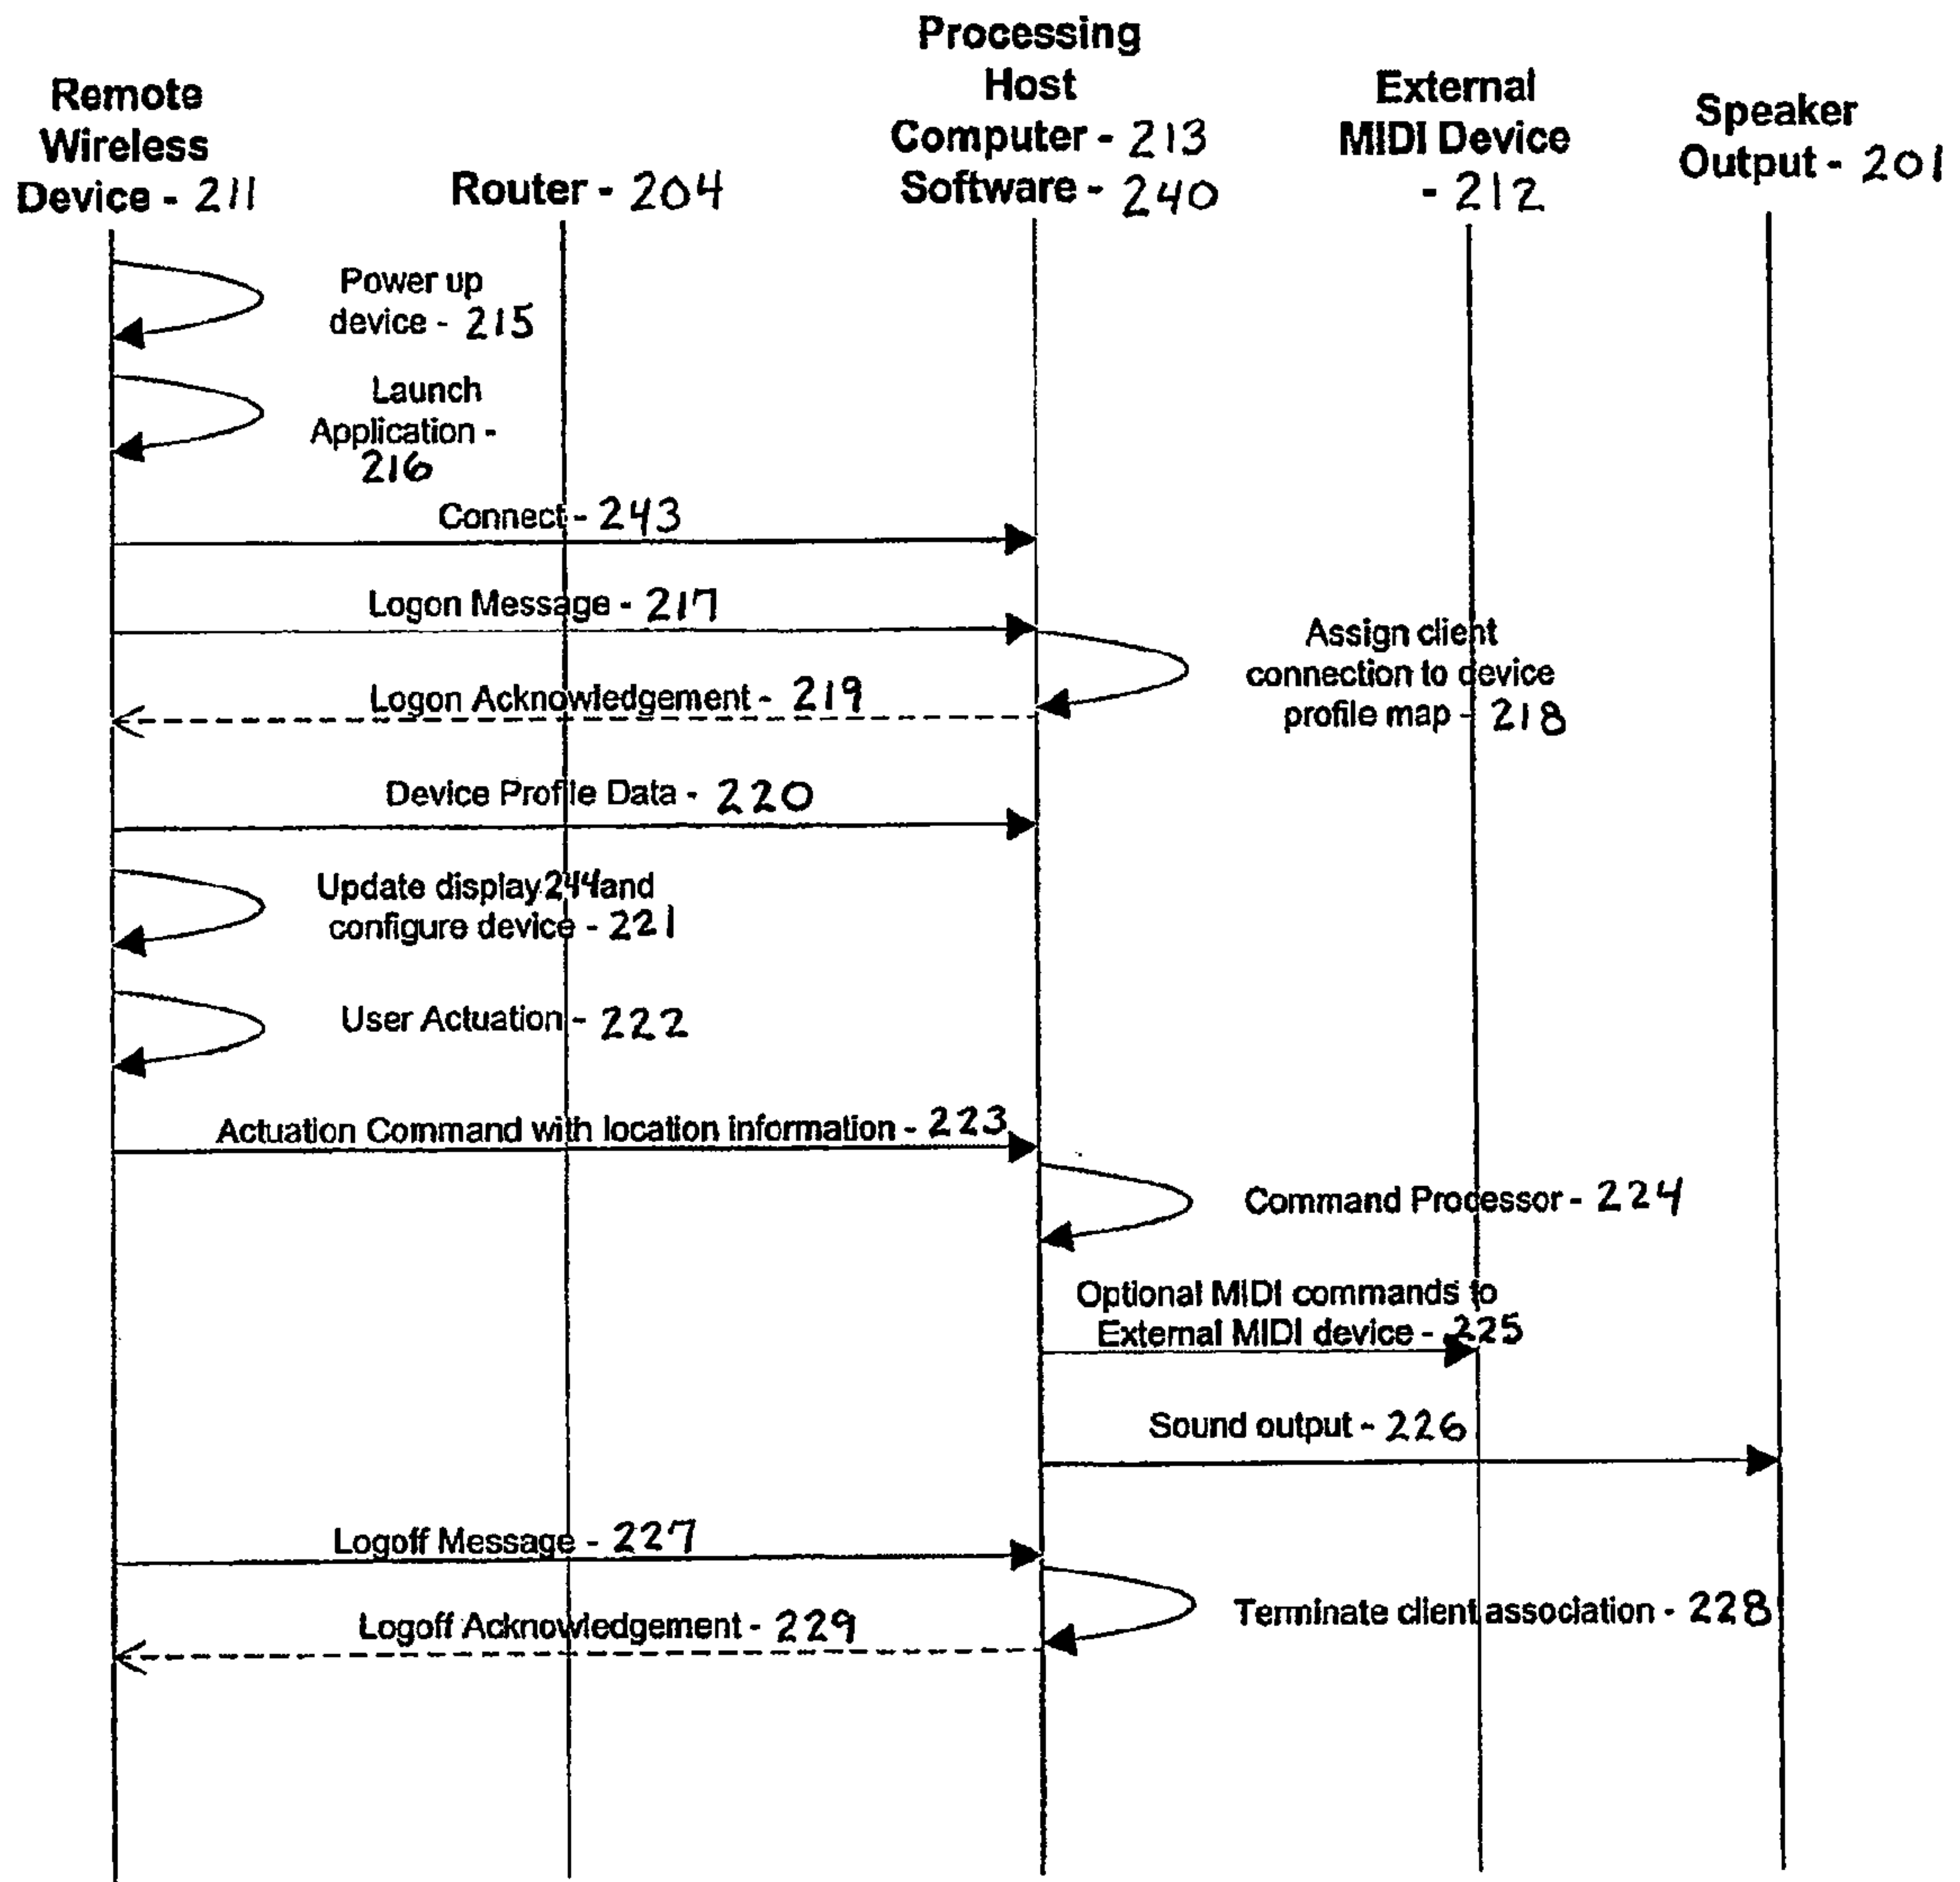 Remote
Wireless
Device - 211
Router - 204
Processing
Host
Computer - 213
Software - 240
External
MIDI Device
- 212
Speaker
Output - 201
Power up
device - 215
Launch
Application -
216
Connect - 243
Logon Message - 217
Assign client
connection to device
profile map - 218
Logon Acknowledgement - 219
Device Profile Data - 220
Update display 244 and
configure device - 221
User Actuation - 222
Actuation Command with location information - 223
Command Processor - 224
Optional MIDI commands to
External MIDI device - 225
Sound output - 226
Logoff Message - 227
Terminate client association - 228
Logoff Acknowledgement - 229